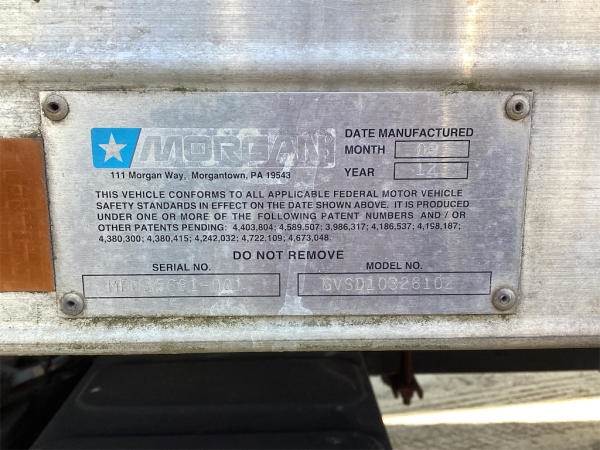 MORGAN
111 Morgan Way, Morgantown, PA 19543
DATE MANUFACTURED
MONTH
YEAR 12
THIS VEHICLE CONFORMS TO ALL APPLICABLE FEDERAL MOTOR VEHICLE
SAFETY STANDARDS IN EFFECT ON THE DATE SHOWN ABOVE. IT IS PRODUCED
UNDER ONE OR MORE OF THE FOLLOWING PATENT NUMBERS AND / OR
OTHER PATENTS PENDING: 4,403,804; 4,589,507; 3,986,317; 4,186,537; 4,158,187;
4,380,300; 4,380,415; 4,242,032; 4,722,109; 4,673,048.
DO NOT REMOVE
SERIAL NO. MODEL NO.
GVSD10328102